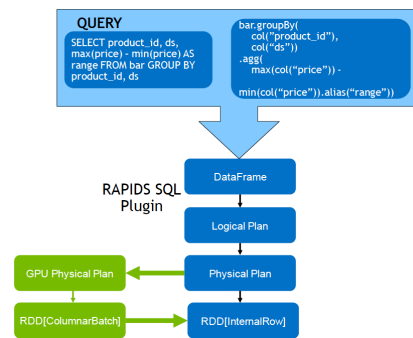 QUERY
SELECT product_id, ds,
max(price) – min(price) AS
range FROM bar GROUP BY
product_id, ds
bar.groupBy(
col(“product_id”),
col(“ds”))
.agg(
max(col(“price”)) -
min(col(“price”)).alias(“range”))
DataFrame
RAPIDS SQL
Plugin
Logical Plan
GPU Physical Plan
Physical Plan
RDD[ColumnarBatch]
RDD[InternalRow]